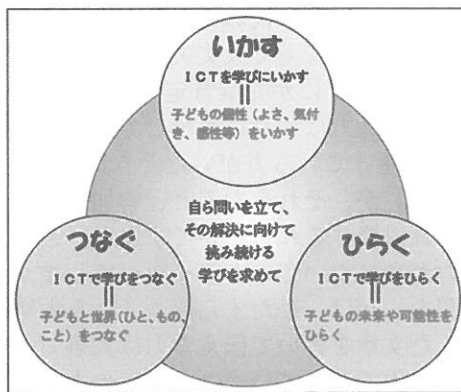 いかす
ICTを学びにいかす
||
子どもの個性（よさ、気付
き、感性等）をいかす
自ら問いを立て、
その解決に向けて
挑み続ける
学びを求めて
つなぐ
ICTで学びをつなぐ
||
子どもと世界（ひと、もの、
こと）をつなぐ
ひらく
ICTで学びをひらく
||
子どもの未来や可能性を
ひらく